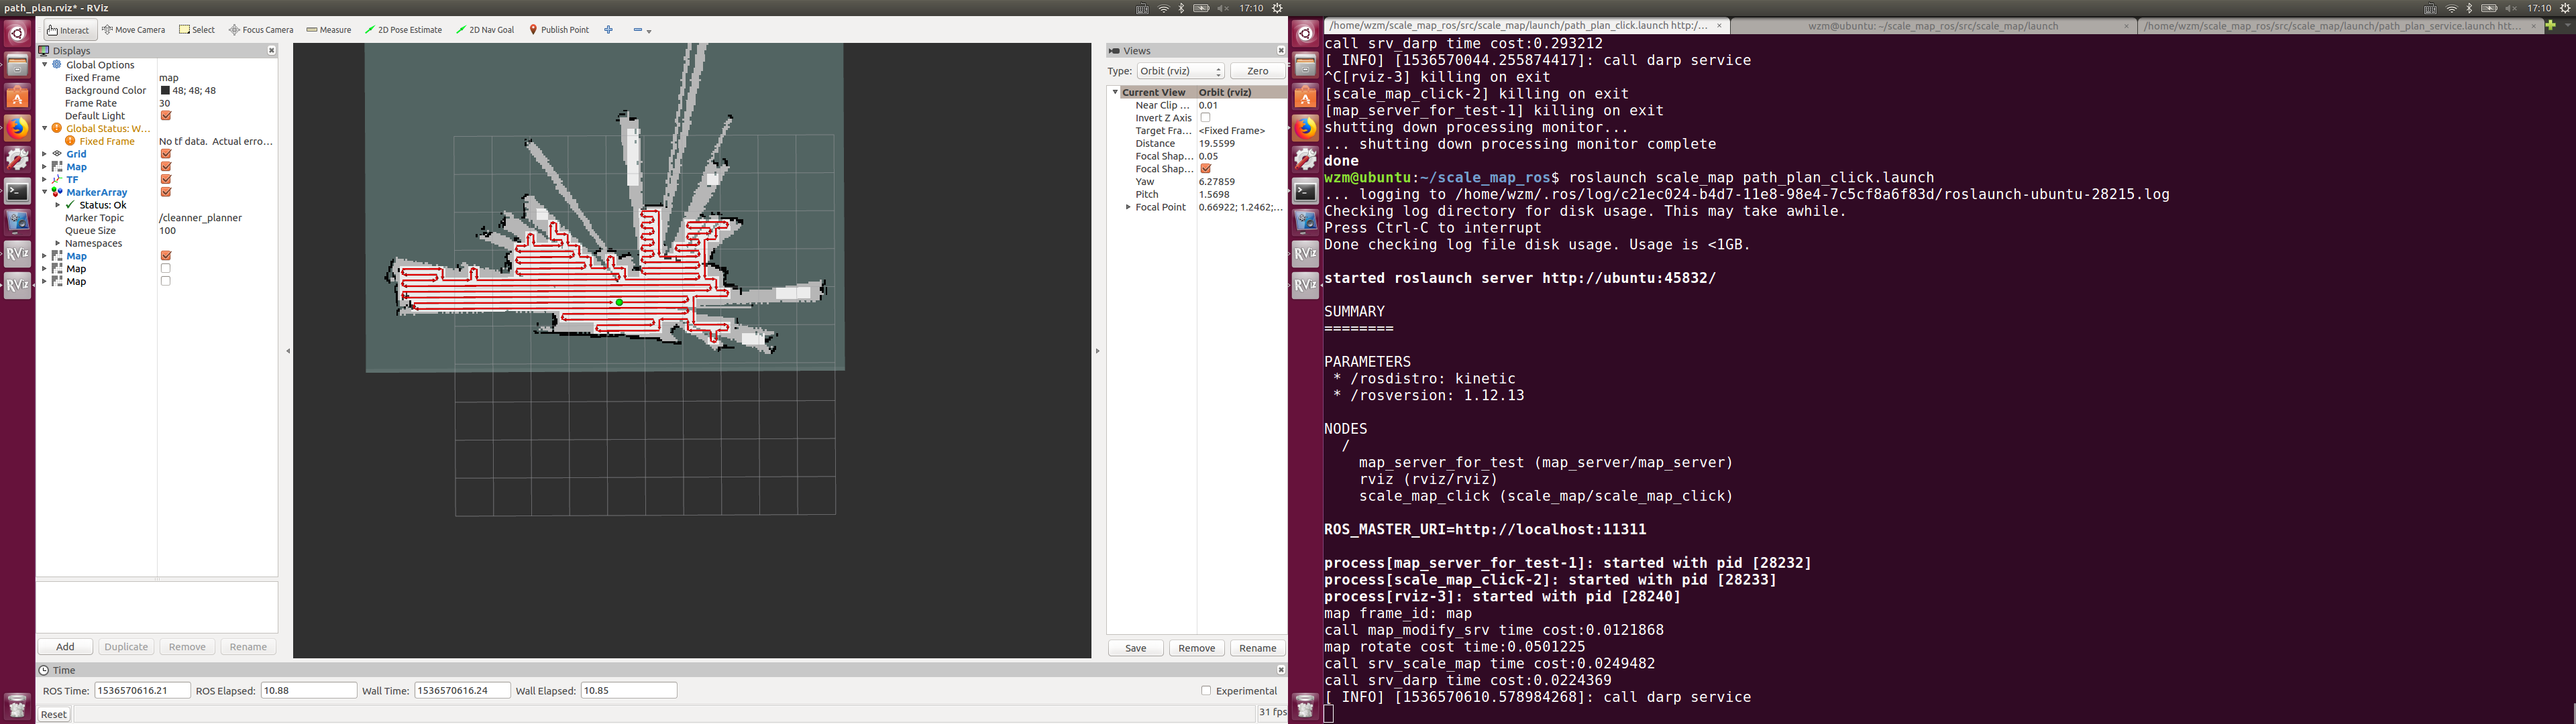 path_plan.rviz* - RViz
17:10
Interact Move Camera Select Focus Camera Measure 2D Pose Estimate 2D Nav Goal Publish Point
Displays
Global Options
Fixed Frame map
Background Color 48; 48; 48
Frame Rate 30
Default Light
Global Status: W...
Fixed Frame No tf data. Actual erro...
Grid
Map
TF
MarkerArray
Status: Ok
Marker Topic /cleanner_planner
Queue Size 100
Namespaces
Map
Map
Map
Add Duplicate Remove Rename
Views
Type: Orbit (rviz) Zero
Current View Orbit (rviz)
Near Clip ... 0.01
Invert Z Axis
Target Fra... <Fixed Frame>
Distance 19.5599
Focal Shap... 0.05
Focal Shap...
Yaw 6.27859
Pitch 1.5698
Focal Point 0.66922; 1.2462;...
Save Remove Rename
Time
ROS Time: 1536570616.21 ROS Elapsed: 10.88 Wall Time: 1536570616.24 Wall Elapsed: 10.85 Experimental
Reset 31 fps
17:10
/home/wzm/scale_map_ros/src/scale_map/launch/path_plan_click.launch http:/... × wzm@ubuntu: ~/scale_map_ros/src/scale_map/launch × /home/wzm/scale_map_ros/src/scale_map/launch/path_plan_service.launch htt... ×
call srv_darp time cost:0.293212
[ INFO] [1536570044.255874417]: call darp service
^C[rviz-3] killing on exit
[scale_map_click-2] killing on exit
[map_server_for_test-1] killing on exit
shutting down processing monitor...
... shutting down processing monitor complete
done
wzm@ubuntu:~/scale_map_ros$ roslaunch scale_map path_plan_click.launch
... logging to /home/wzm/.ros/log/c21ec024-b4d7-11e8-98e4-7c5cf8a6f83d/roslaunch-ubuntu-28215.log
Checking log directory for disk usage. This may take awhile.
Press Ctrl-C to interrupt
Done checking log file disk usage. Usage is <1GB.
started roslaunch server http://ubuntu:45832/
SUMMARY
========
PARAMETERS
* /rosdistro: kinetic
* /rosversion: 1.12.13
NODES
/
map_server_for_test (map_server/map_server)
rviz (rviz/rviz)
scale_map_click (scale_map/scale_map_click)
ROS_MASTER_URI=http://localhost:11311
process[map_server_for_test-1]: started with pid [28232]
process[scale_map_click-2]: started with pid [28233]
process[rviz-3]: started with pid [28240]
map frame_id: map
call map_modify_srv time cost:0.0121868
map rotate cost time:0.0501225
call srv_scale_map time cost:0.0249482
call srv_darp time cost:0.0224369
[ INFO] [1536570610.578984268]: call darp service